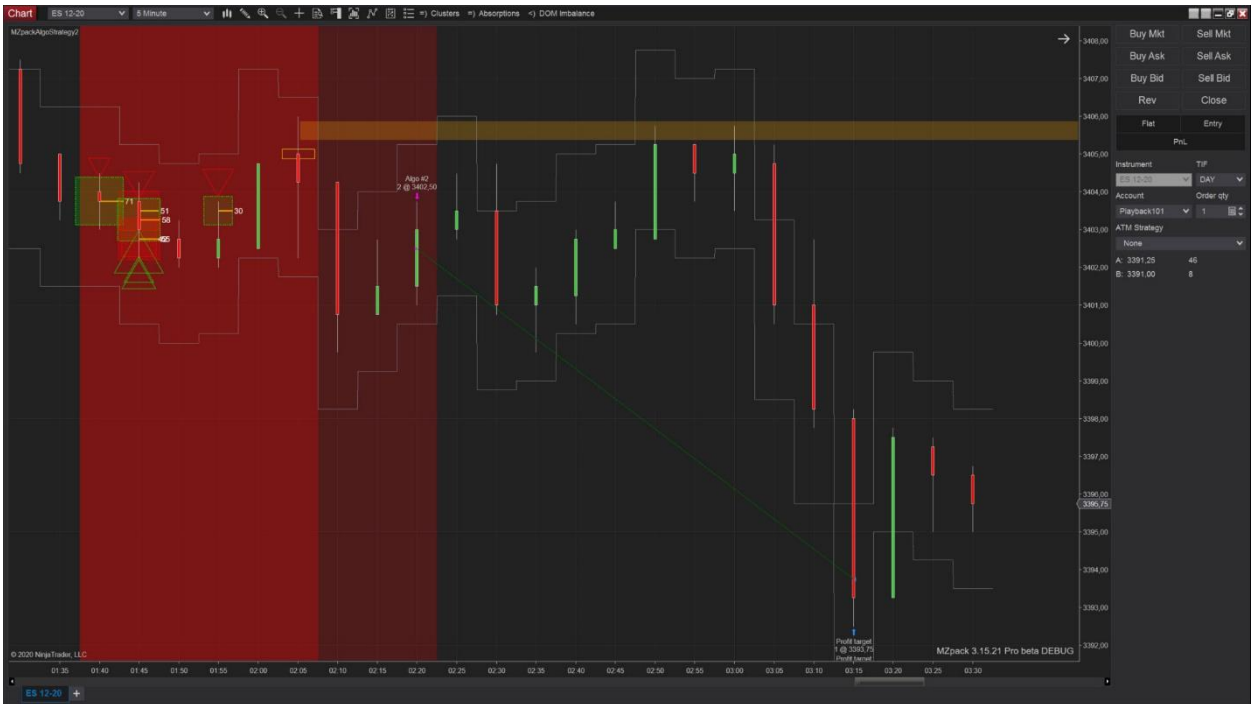 Chart ES 12-20 5 Minute =) Clusters =) Absorptions <) DOM Imbalance
MZpackAlgoStrategy2
Buy Mkt Sell Mkt
Buy Ask Sell Ask
Buy Bid Sell Bid
Rev Close
Flat Entry
PnL
Instrument TIF
ES 12-20 DAY
Account Order qty
Playback101 1
ATM Strategy
None
A: 3391,25 46
B: 3391,00 8
3408,00
3407,00
3406,00
3405,00
3404,00
3403,00
3402,00
3401,00
3400,00
3399,00
3398,00
3397,00
3396,00
3395,75
3395,00
3394,00
3393,00
3392,00
71
51
58
30
Algo #2
2 @ 3402,50
Profit target
1 @ 3393,75
Profit target
© 2020 NinjaTrader, LLC
MZpack 3.15.21 Pro beta DEBUG
01:35 01:40 01:45 01:50 01:55 02:00 02:05 02:10 02:15 02:20 02:25 02:30 02:35 02:40 02:45 02:50 02:55 03:00 03:05 03:10 03:15 03:20 03:25 03:30
ES 12-20 +